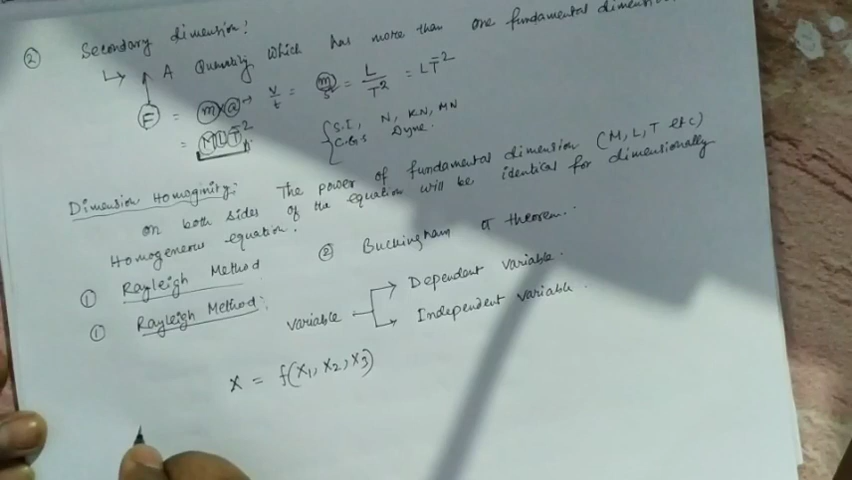 ② Secondary dimension:
↳ A Quantity which has more than one fundamental
F = m × a → v/t = m/s² = L/T² = LT⁻²
= MLT⁻²
S.I, N, KN, MN
C.G.S Dyne.
Dimension Homoginity: The power of fundamental dimension (M, L, T etc)
on both sides of the equation will be identical for dimensionally
Homogeneous equation.
① Rayleigh Method ② Buckingham π theorem.
① Rayleigh Method:
variable → Dependent variable.
→ Independent variable.
X = f(X₁, X₂, X₃)